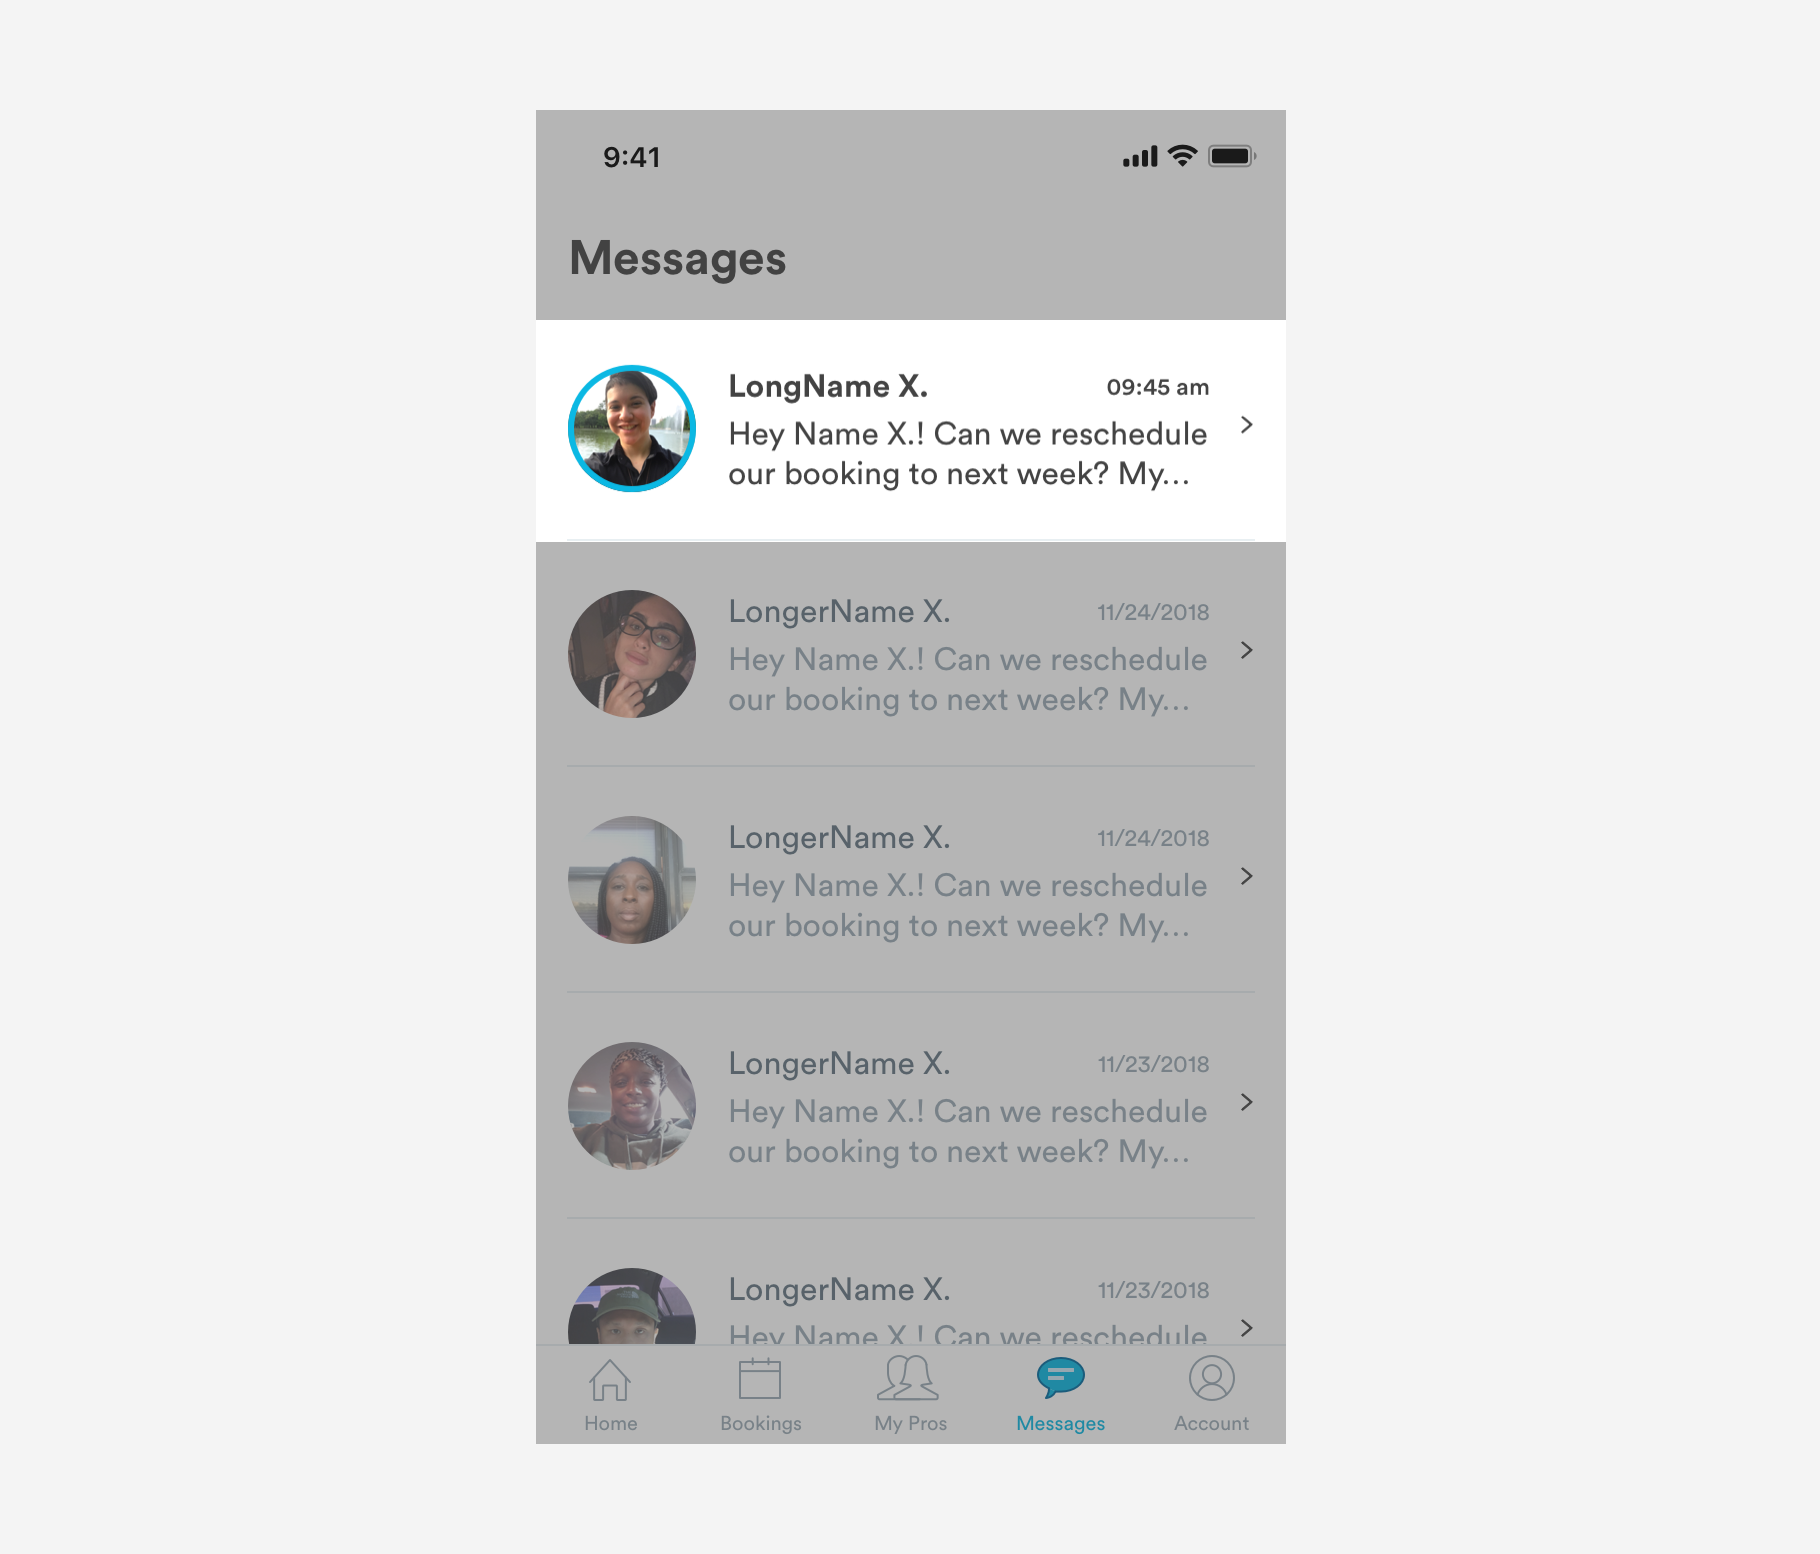 9:41
Messages
LongName X.
09:45 am
Hey Name X.! Can we reschedule
our booking to next week? My...
LongerName X.
11/24/2018
Hey Name X.! Can we reschedule
our booking to next week? My...
LongerName X.
11/24/2018
Hey Name X.! Can we reschedule
our booking to next week? My...
LongerName X.
11/23/2018
Hey Name X.! Can we reschedule
our booking to next week? My...
LongerName X.
11/23/2018
Hey Name X.! Can we reschedule
Home
Bookings
My Pros
Messages
Account